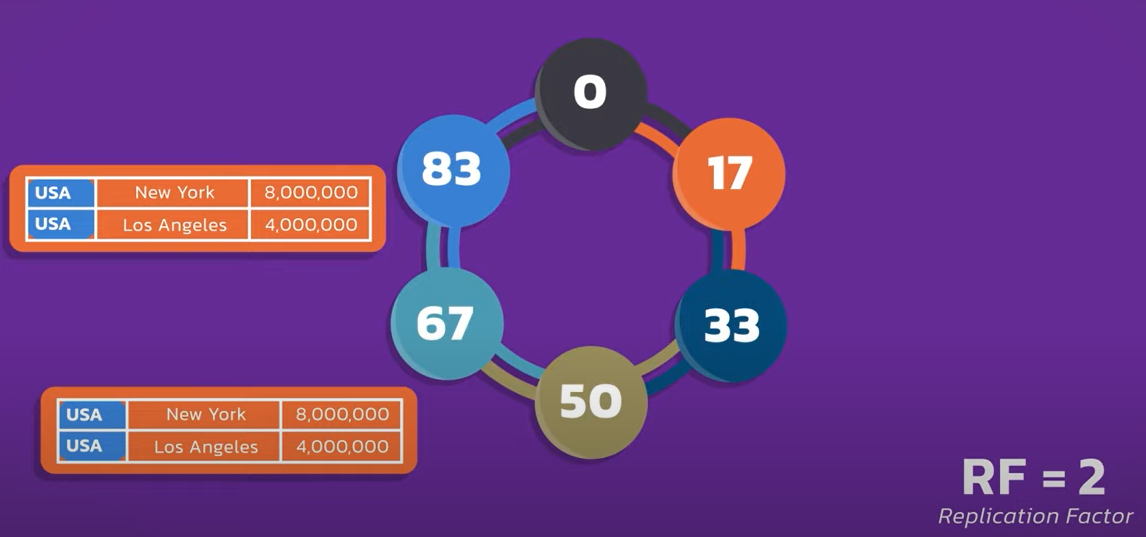 0
83
17
USA New York 8,000,000
USA Los Angeles 4,000,000
67
33
50
USA New York 8,000,000
USA Los Angeles 4,000,000
RF = 2
Replication Factor